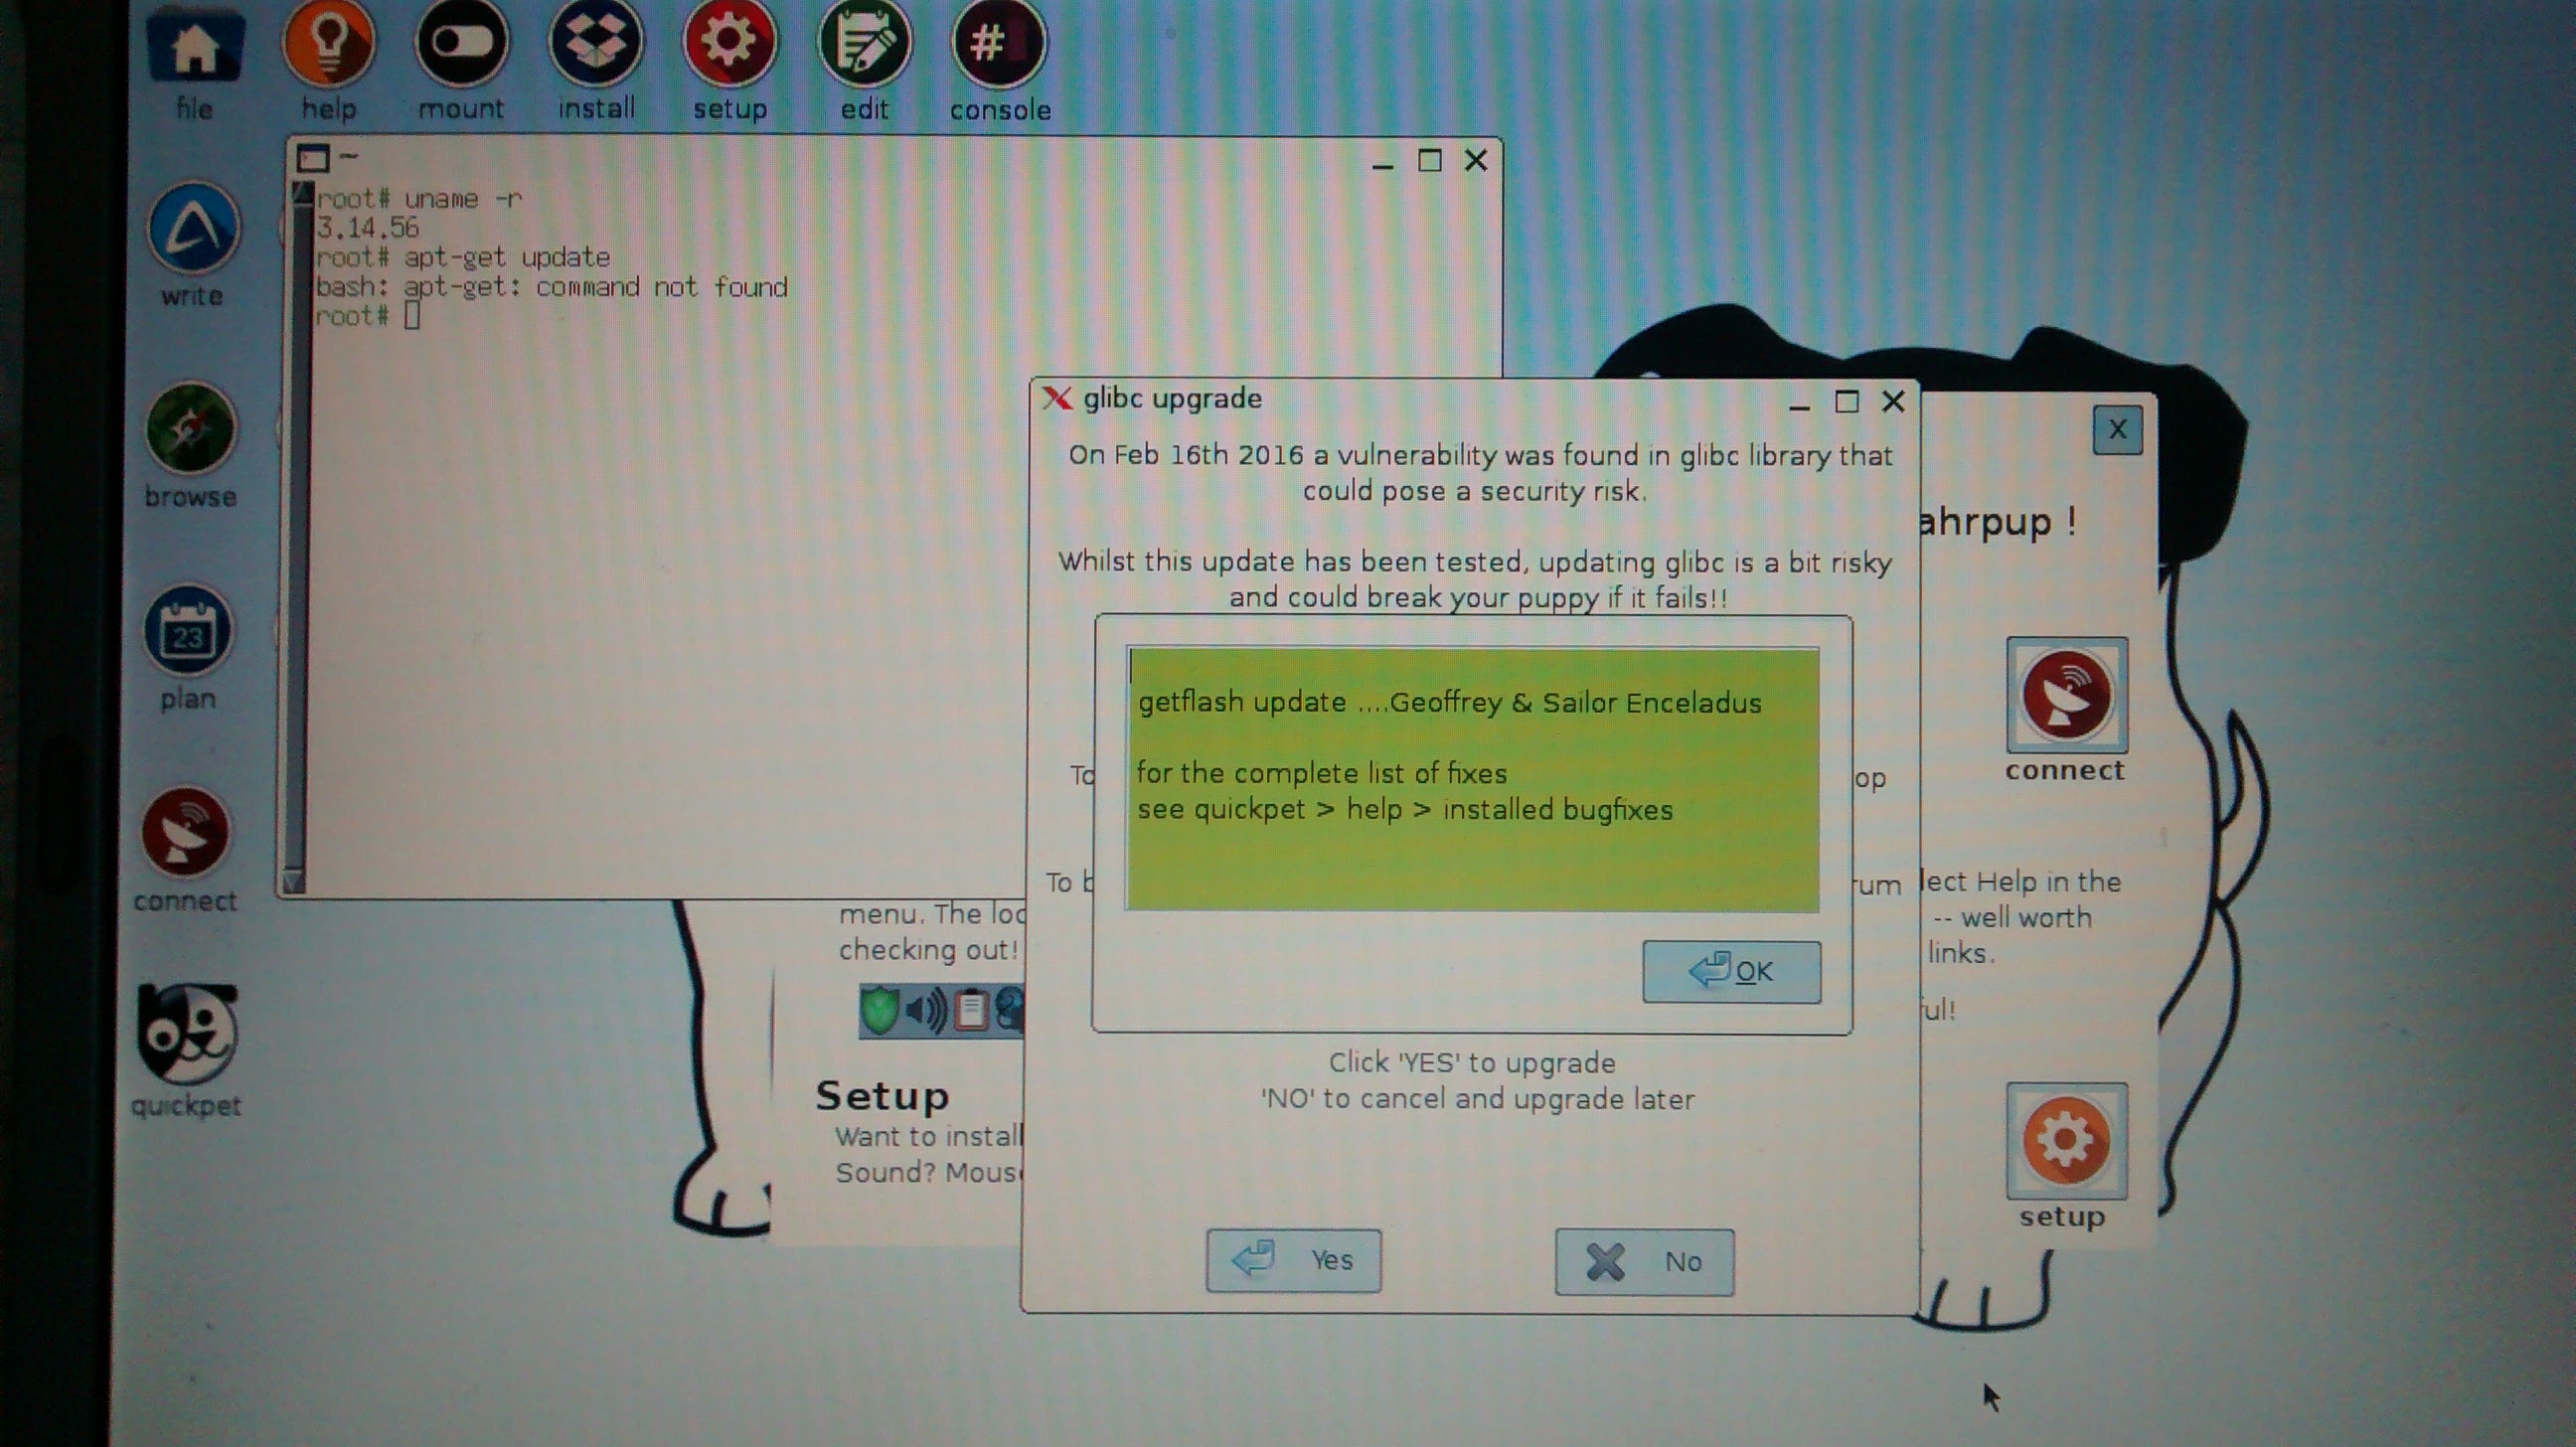 file
help
mount
install
setup
edit
#
console
write
browse
23
plan
connect
quickpet
~
root# uname -r
3.14.56
root# apt-get update
bash: apt-get: command not found
root#
glibc upgrade
On Feb 16th 2016 a vulnerability was found in glibc library that
could pose a security risk.
Whilst this update has been tested, updating glibc is a bit risky
and could break your puppy if it fails!!
To
op
To b
rum
getflash update ....Geoffrey & Sailor Enceladus
for the complete list of fixes
see quickpet > help > installed bugfixes
OK
Click 'YES' to upgrade
'NO' to cancel and upgrade later
Yes
No
X
ahrpup !
connect
menu. The loc
lect Help in the
checking out!
-- well worth
links.
ful!
Setup
Want to install
Sound? Mous
setup